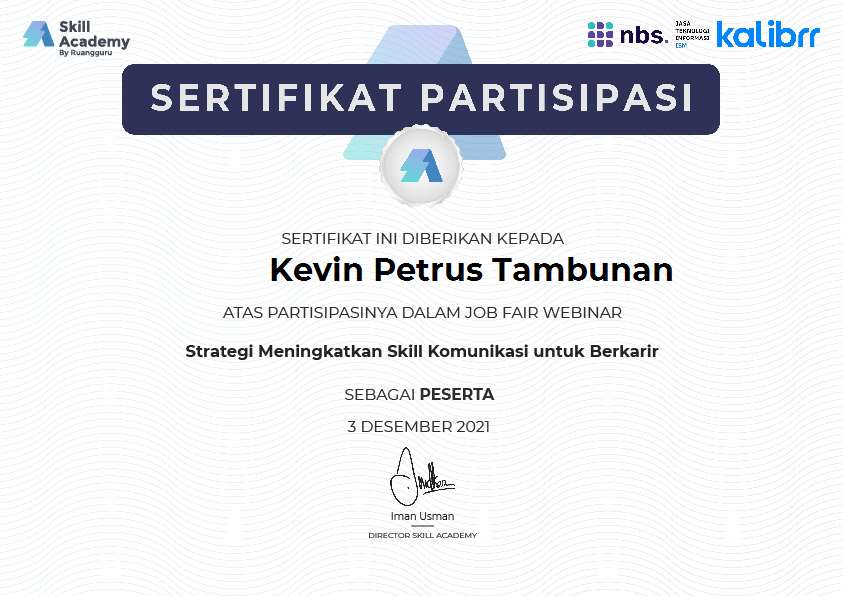 Skill
Academy
By Ruangguru
nbs.
JASA
TEKNOLOGI
INFORMASI
ISM
kalibrr
SERTIFIKAT PARTISIPASI
SERTIFIKAT INI DIBERIKAN KEPADA
Kevin Petrus Tambunan
ATAS PARTISIPASINYA DALAM JOB FAIR WEBINAR
Strategi Meningkatkan Skill Komunikasi untuk Berkarir
SEBAGAI PESERTA
3 DESEMBER 2021
Iman Usman
DIRECTOR SKILL ACADEMY